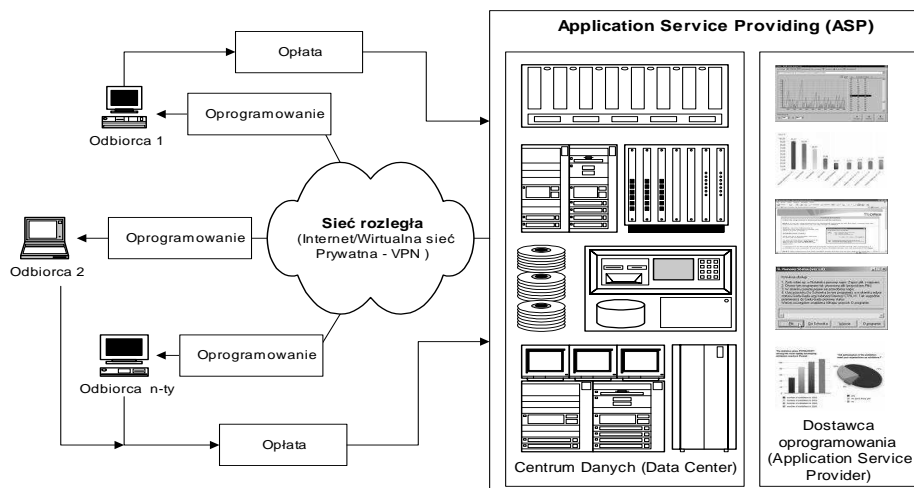 Application Service Providing (ASP)
Opłata
Oprogramowanie
Odbiorca 1
Sieć rozległa
(Internet/Wirtualna sieć
Prywatna - VPN )
Oprogramowanie
Odbiorca 2
Oprogramowanie
Odbiorca n-ty
Opłata
Centrum Danych (Data Center)
Dostawca
oprogramowania
(Application Service
Provider)